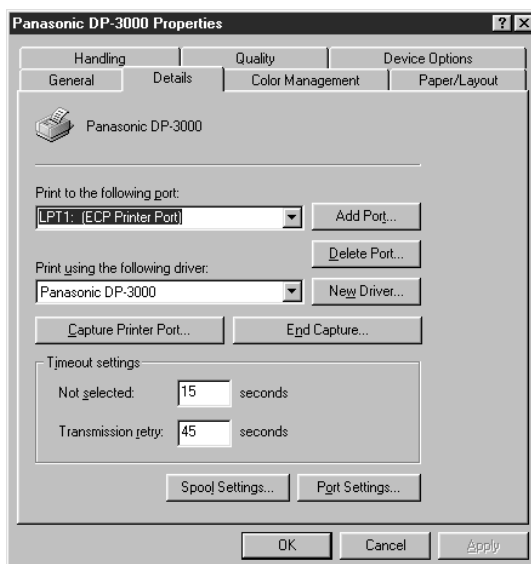 Panasonic DP-3000 Properties
Handling Quality Device Options
General Details Color Management Paper/Layout
Panasonic DP-3000
Print to the following port:
LPT1: (ECP Printer Port) Add Port...
Delete Port...
Print using the following driver:
Panasonic DP-3000 New Driver...
Capture Printer Port... End Capture...
Timeout settings
Not selected: 15 seconds
Transmission retry: 45 seconds
Spool Settings... Port Settings...
OK Cancel Apply